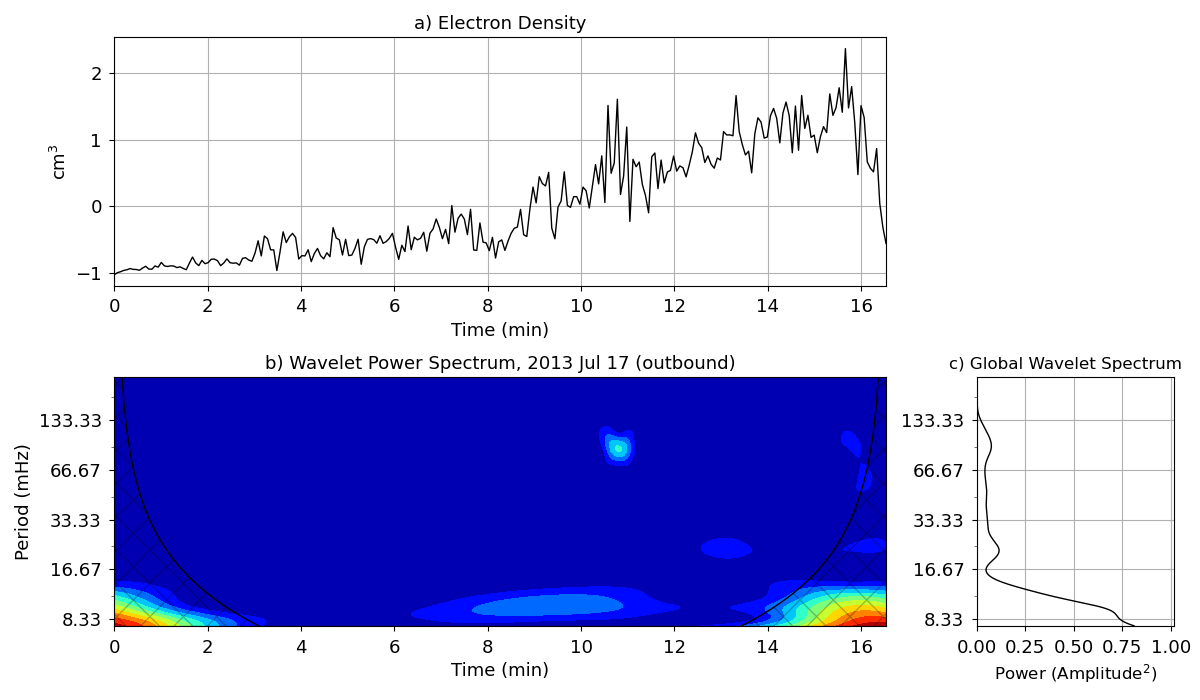 a) Electron Density
cm³
2
1
0
−1
0 2 4 6 8 10 12 14 16
Time (min)
b) Wavelet Power Spectrum, 2013 Jul 17 (outbound)
Period (mHz)
133.33
66.67
33.33
16.67
8.33
0 2 4 6 8 10 12 14 16
Time (min)
c) Global Wavelet Spectrum
133.33
66.67
33.33
16.67
8.33
0.00 0.25 0.50 0.75 1.00
Power (Amplitude²)